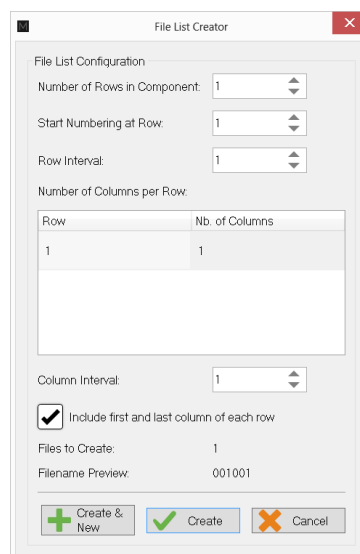 M File List Creator
File List Configuration
Number of Rows in Component: 1
Start Numbering at Row: 1
Row Interval: 1
Number of Columns per Row:
Row Nb. of Columns
1 1
Column Interval: 1
Include first and last column of each row
Files to Create: 1
Filename Preview: 001001
Create &
New
Create
Cancel